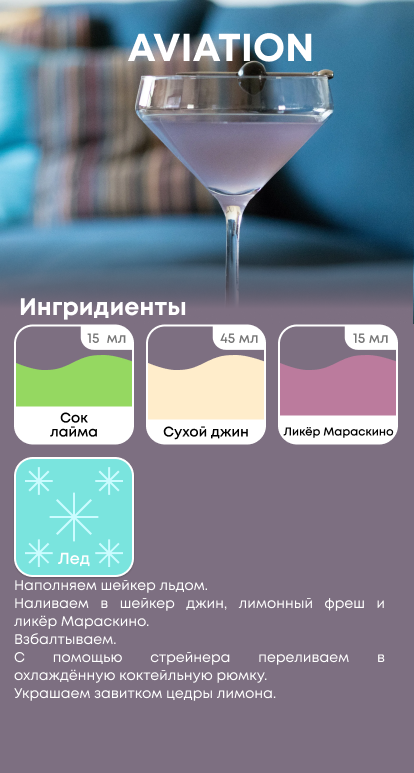 AVIATION
Ингридиенты
15 мл
45 мл
15 мл
Сок
лайма
Сухой джин
Ликёр Мараскино
Лед
Наполняем шейкер льдом.
Наливаем в шейкер джин, лимонный фреш и
ликёр Мараскино.
Взбалтываем.
С помощью стрейнера переливаем в
охлаждённую коктейльную рюмку.
Украшаем завитком цедры лимона.